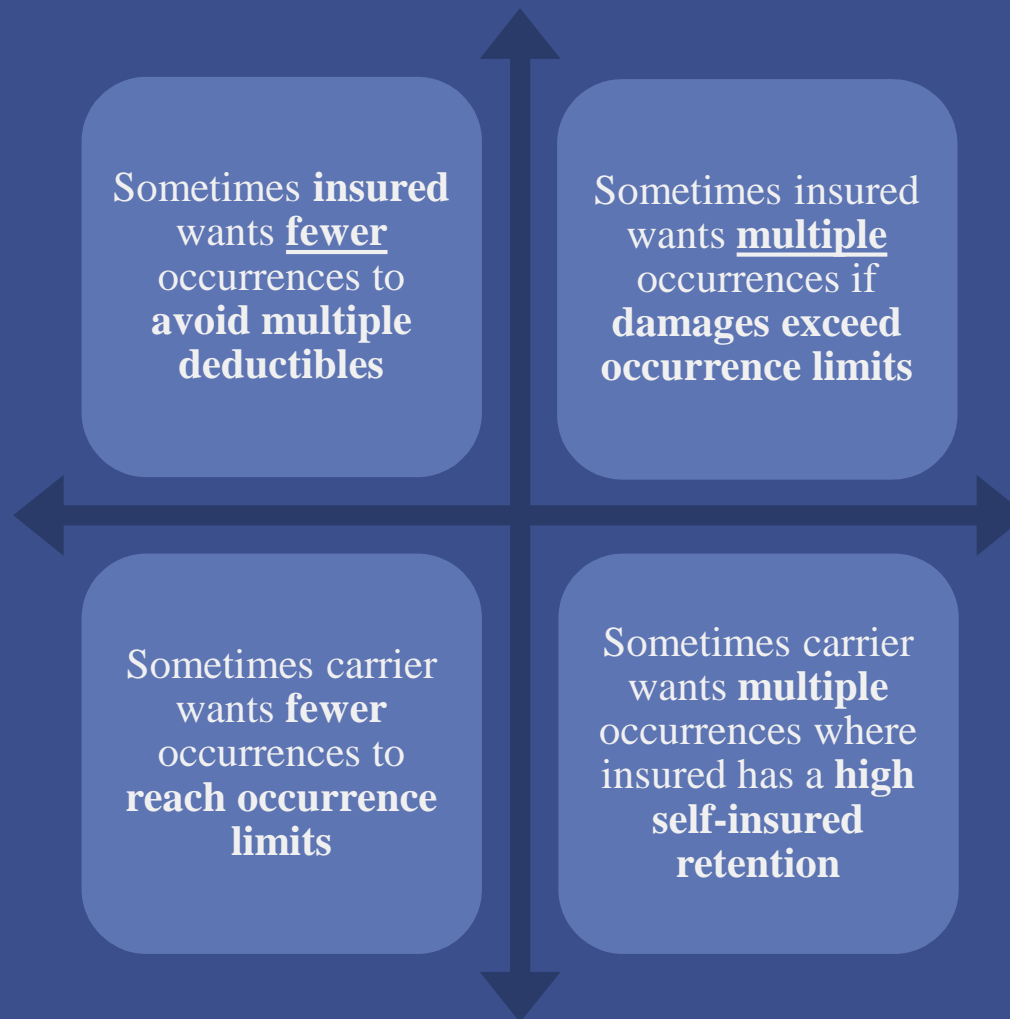 Sometimes insured
wants fewer
occurrences to
avoid multiple
deductibles
Sometimes insured
wants multiple
occurrences if
damages exceed
occurrence limits
Sometimes carrier
wants fewer
occurrences to
reach occurrence
limits
Sometimes carrier
wants multiple
occurrences where
insured has a high
self-insured
retention